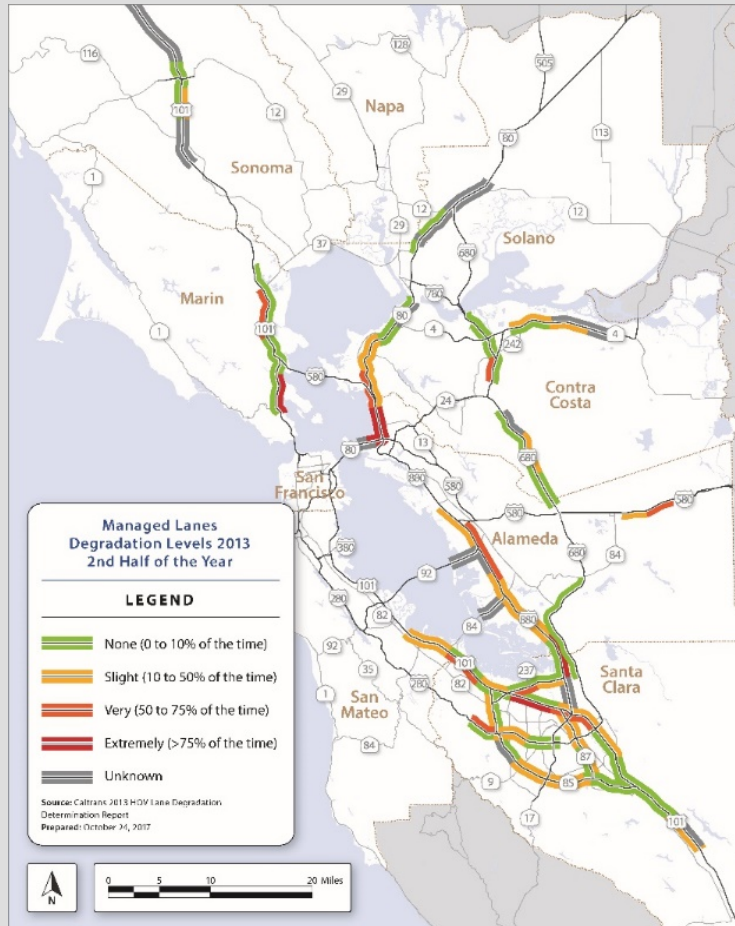 116
128
505
29
Napa
80
101
12
113
1
Sonoma
12
12
29
37
Solano
680
Marin
780
80
1
4
4
101
242
580
Contra
Costa
24
80
13
680
San
Francisco
880
580
580
580
Alameda
380
92
680
84
101
280
82
84
880
92
237
101
Santa
Clara
35
82
280
1
San
Mateo
84
87
9
85
17
101
Managed Lanes
Degradation Levels 2013
2nd Half of the Year
LEGEND
None (0 to 10% of the time)
Slight (10 to 50% of the time)
Very (50 to 75% of the time)
Extremely (>75% of the time)
Unknown
Source: Caltrans 2013 HOV Lane Degradation
Determination Report
Prepared: October 24, 2017
N
0 5 10 20 Miles